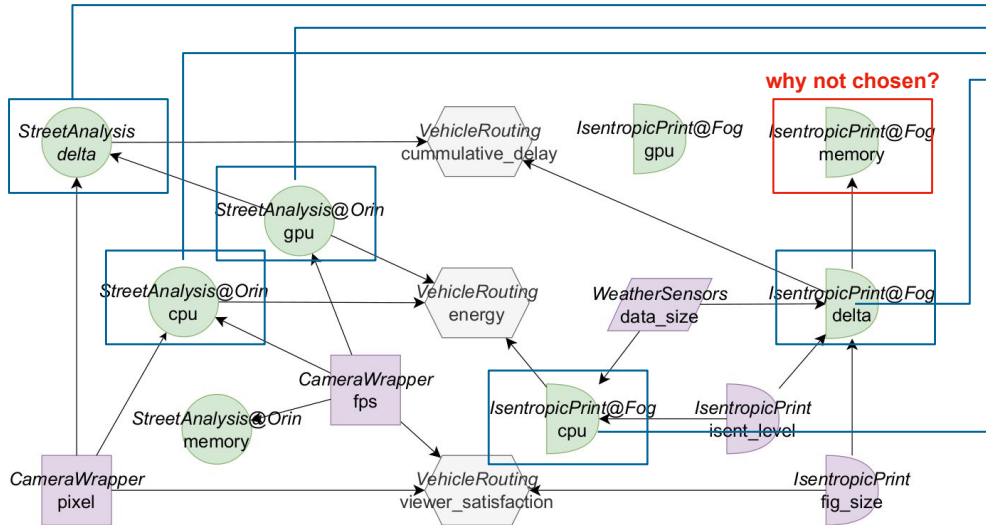 why not chosen?
StreetAnalysis
delta
VehicleRouting
cummulative_delay
IsentropicPrint@Fog
gpu
IsentropicPrint@Fog
memory
StreetAnalysis@Orin
gpu
StreetAnalysis@Orin
cpu
VehicleRouting
energy
WeatherSensors
data_size
IsentropicPrint@Fog
delta
CameraWrapper
fps
StreetAnalysis@Orin
memory
IsentropicPrint@Fog
cpu
IsentropicPrint
isent_level
CameraWrapper
pixel
VehicleRouting
viewer_satisfaction
IsentropicPrint
fig_size